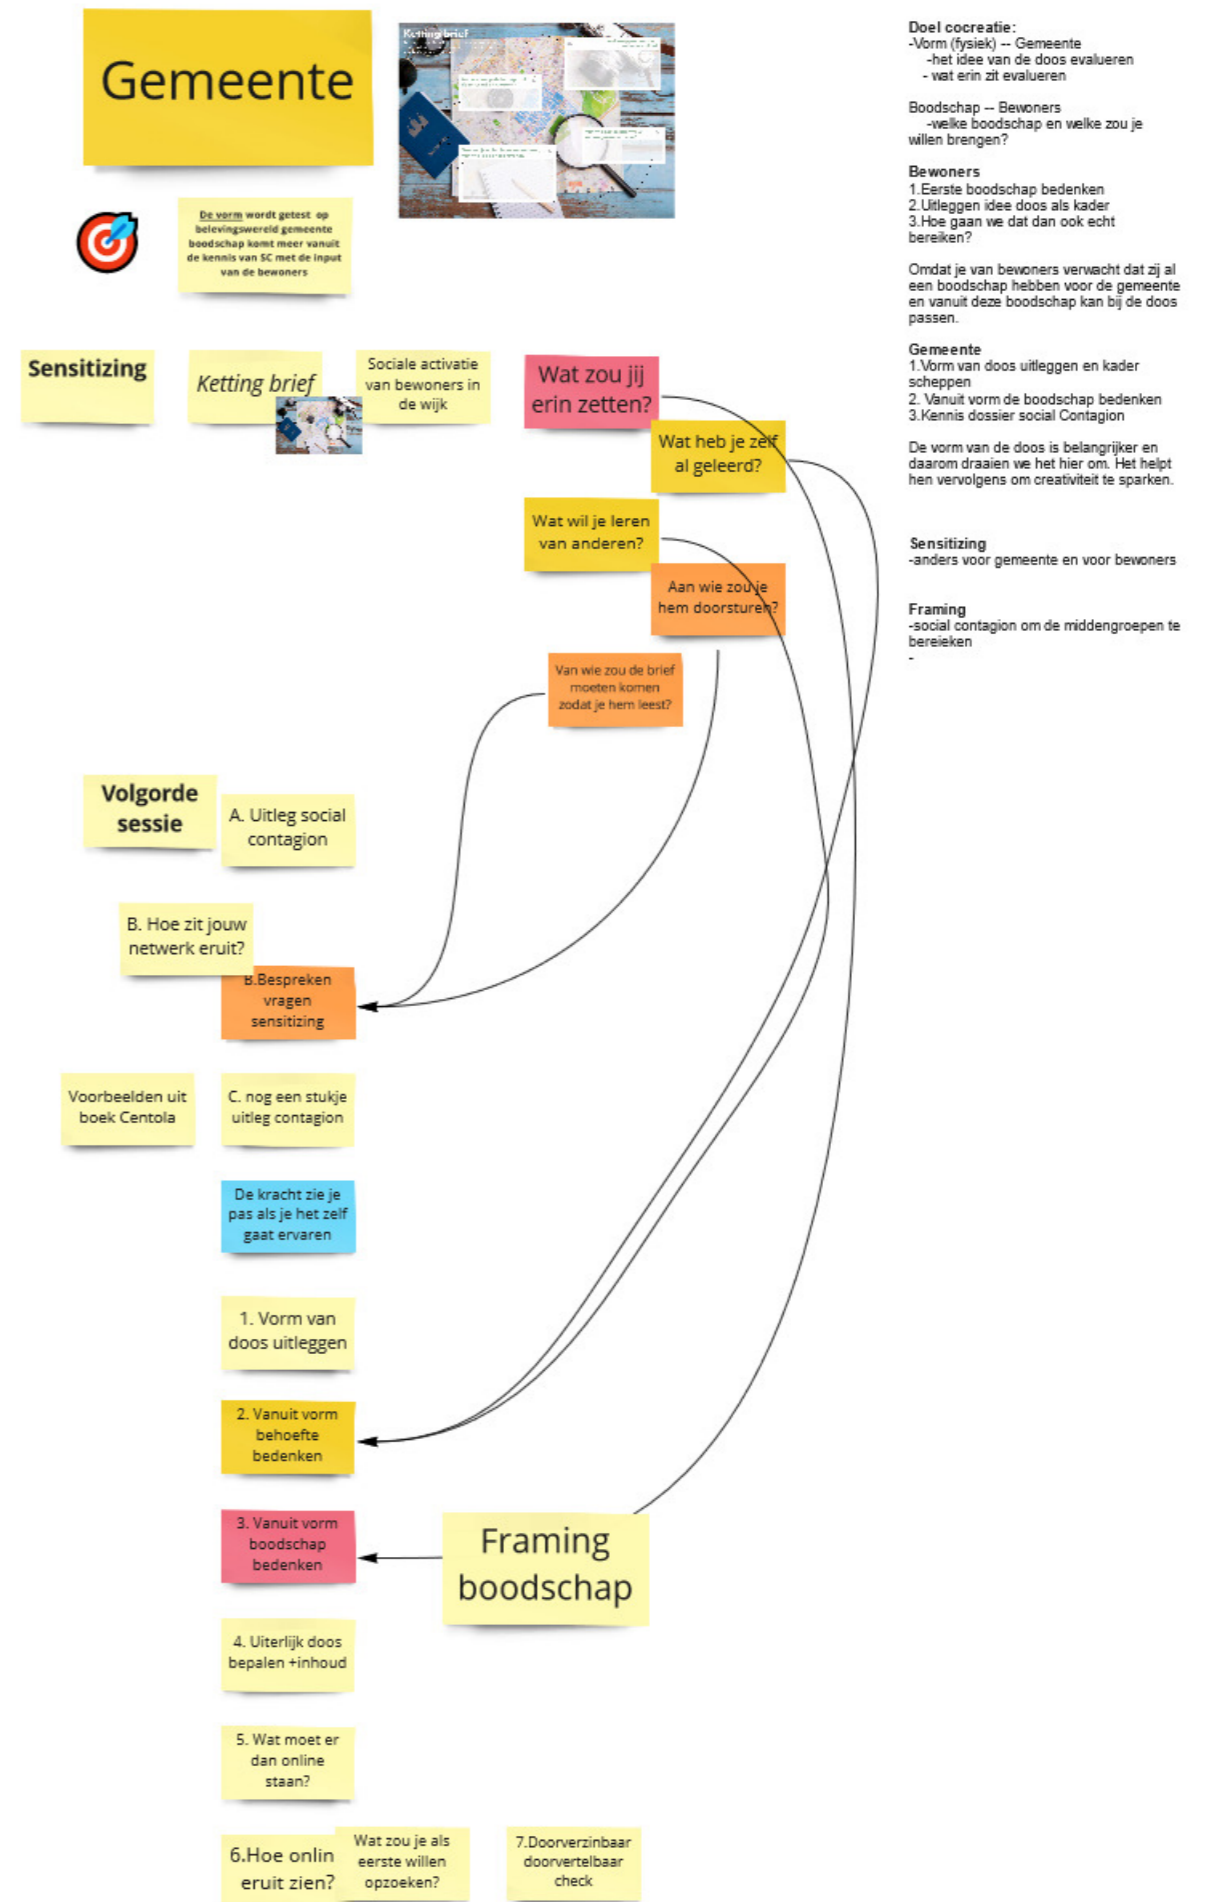 Gemeente
Ketting brief
De vorm wordt getest op
belevingswereld gemeente
boodschap komt meer vanuit
de kennis van SC met de input
van de bewoners
Sensitizing
Ketting brief
Sociale activatie
van bewoners in
de wijk
Wat zou jij
erin zetten?
Wat heb je zelf
al geleerd?
Wat wil je leren
van anderen?
Aan wie zou je
hem doorsturen?
Van wie zou de brief
moeten komen
zodat je hem leest?
Volgorde
sessie
A. Uitleg social
contagion
B. Hoe zit jouw
netwerk eruit?
B.Bespreken
vragen
sensitizing
Voorbeelden uit
boek Centola
C. nog een stukje
uitleg contagion
De kracht zie je
pas als je het zelf
gaat ervaren
1. Vorm van
doos uitleggen
2. Vanuit vorm
behoefte
bedenken
3. Vanuit vorm
boodschap
bedenken
Framing
boodschap
4. Uiterlijk doos
bepalen +inhoud
5. Wat moet er
dan online
staan?
6.Hoe onlin
eruit zien?
Wat zou je als
eerste willen
opzoeken?
7.Doorverzinbaar
doorvertelbaar
check
Doel cocreatie:
-Vorm (fysiek) -- Gemeente
-het idee van de doos evalueren
- wat erin zit evalueren
Boodschap -- Bewoners
-welke boodschap en welke zou je
willen brengen?
Bewoners
1.Eerste boodschap bedenken
2.Uitleggen idee doos als kader
3.Hoe gaan we dat dan ook echt
bereiken?
Omdat je van bewoners verwacht dat zij al
een boodschap hebben voor de gemeente
en vanuit deze boodschap kan bij de doos
passen.
Gemeente
1.Vorm van doos uitleggen en kader
scheppen
2. Vanuit vorm de boodschap bedenken
3.Kennis dossier social Contagion
De vorm van de doos is belangrijker en
daarom draaien we het hier om. Het helpt
hen vervolgens om creativiteit te sparken.
Sensitizing
-anders voor gemeente en voor bewoners
Framing
-social contagion om de middengroepen te
bereieken
-